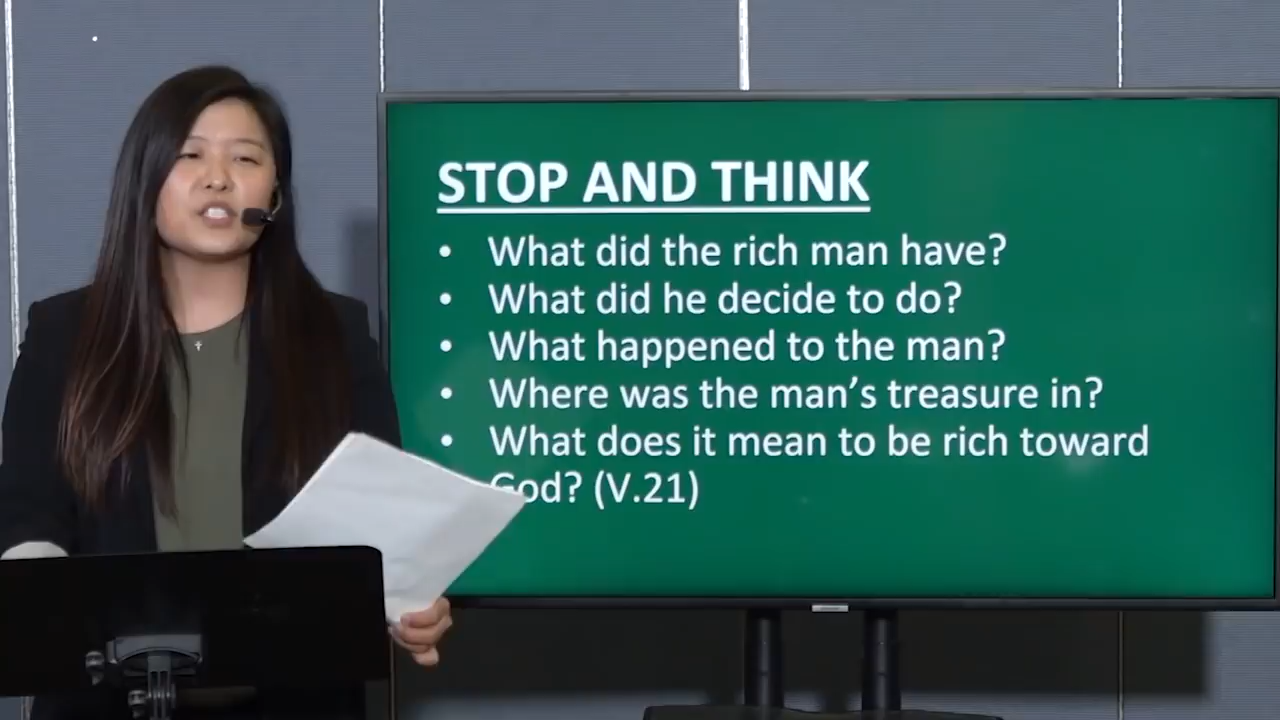 STOP AND THINK
• What did the rich man have?
• What did he decide to do?
• What happened to the man?
• Where was the man’s treasure in?
• What does it mean to be rich toward
God? (V.21)